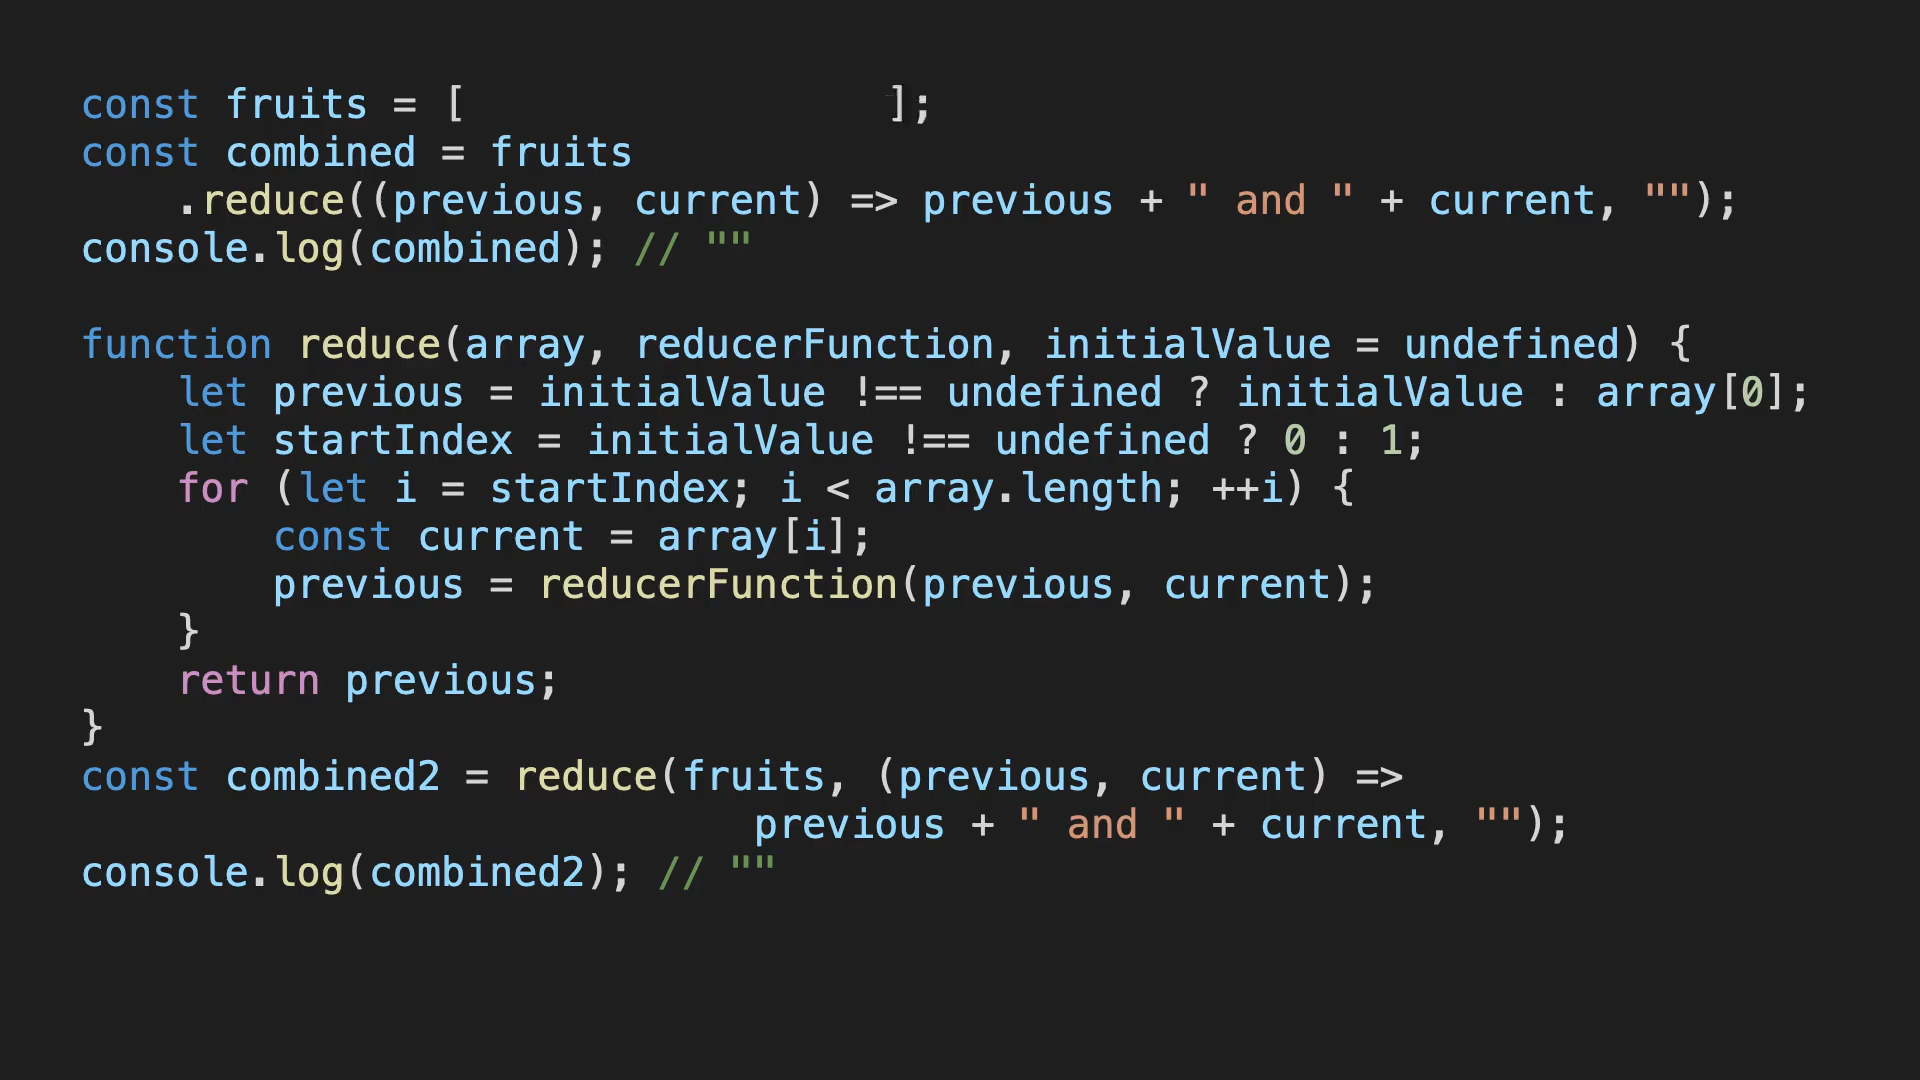 const fruits = [                  ];
const combined = fruits
    .reduce((previous, current) => previous + " and " + current, "");
console.log(combined); // ""

function reduce(array, reducerFunction, initialValue = undefined) {
    let previous = initialValue !== undefined ? initialValue : array[0];
    let startIndex = initialValue !== undefined ? 0 : 1;
    for (let i = startIndex; i < array.length; ++i) {
        const current = array[i];
        previous = reducerFunction(previous, current);
    }
    return previous;
}
const combined2 = reduce(fruits, (previous, current) =>
                            previous + " and " + current, "");
console.log(combined2); // ""